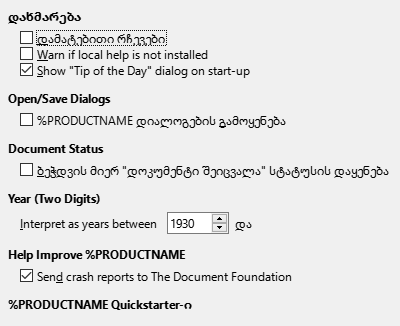 დახმარება
დამატებითი რჩევები
Warn if local help is not installed
Show "Tip of the Day" dialog on start-up
Open/Save Dialogs
%PRODUCTNAME დიალოგების გამოყენება
Document Status
ბეჭდვის მიერ "დოკუმენტი შეიცვალა" სტატუსის დაყენება
Year (Two Digits)
Interpret as years between 1930 და
Help Improve %PRODUCTNAME
Send crash reports to The Document Foundation
%PRODUCTNAME Quickstarter-ი